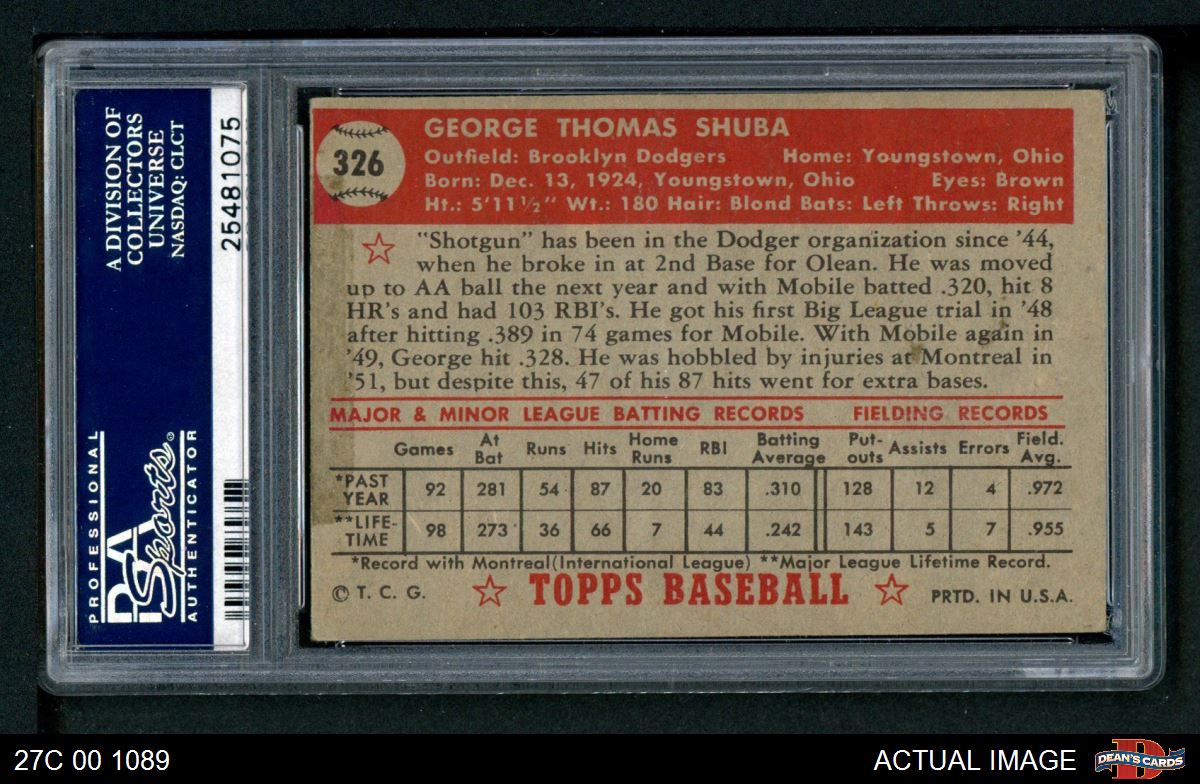 A DIVISION OF
COLLECTORS
UNIVERSE
NASDAQ: CLCT
25481075
PROFESSIONAL
PSA
Sports
AUTHENTICATOR
326
GEORGE THOMAS SHUBA
Outfield: Brooklyn Dodgers Home: Youngstown, Ohio
Born: Dec. 13, 1924, Youngstown, Ohio Eyes: Brown
Ht.: 5'11½" Wt.: 180 Hair: Blond Bats: Left Throws: Right
"Shotgun" has been in the Dodger organization since '44,
when he broke in at 2nd Base for Olean. He was moved
up to AA ball the next year and with Mobile batted .320, hit 8
HR's and had 103 RBI's. He got his first Big League trial in '48
after hitting .389 in 74 games for Mobile. With Mobile again in
'49, George hit .328. He was hobbled by injuries at Montreal in
'51, but despite this, 47 of his 87 hits went for extra bases.
MAJOR & MINOR LEAGUE BATTING RECORDS FIELDING RECORDS
Games At Bat Runs Hits Home Runs RBI Batting Average Put-outs Assists Errors Field. Avg.
*PAST YEAR 92 281 54 87 20 83 .310 128 12 4 .972
**LIFE-TIME 98 273 36 66 7 44 .242 143 5 7 .955
*Record with Montreal(International League) **Major League Lifetime Record.
© T. C. G. TOPPS BASEBALL PRTD. IN U.S.A.
27C 00 1089
ACTUAL IMAGE
D
DEAN'S CARDS